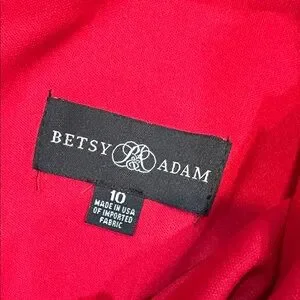 BETSY ADAM
10
MADE IN USA
OF IMPORTED
FABRIC